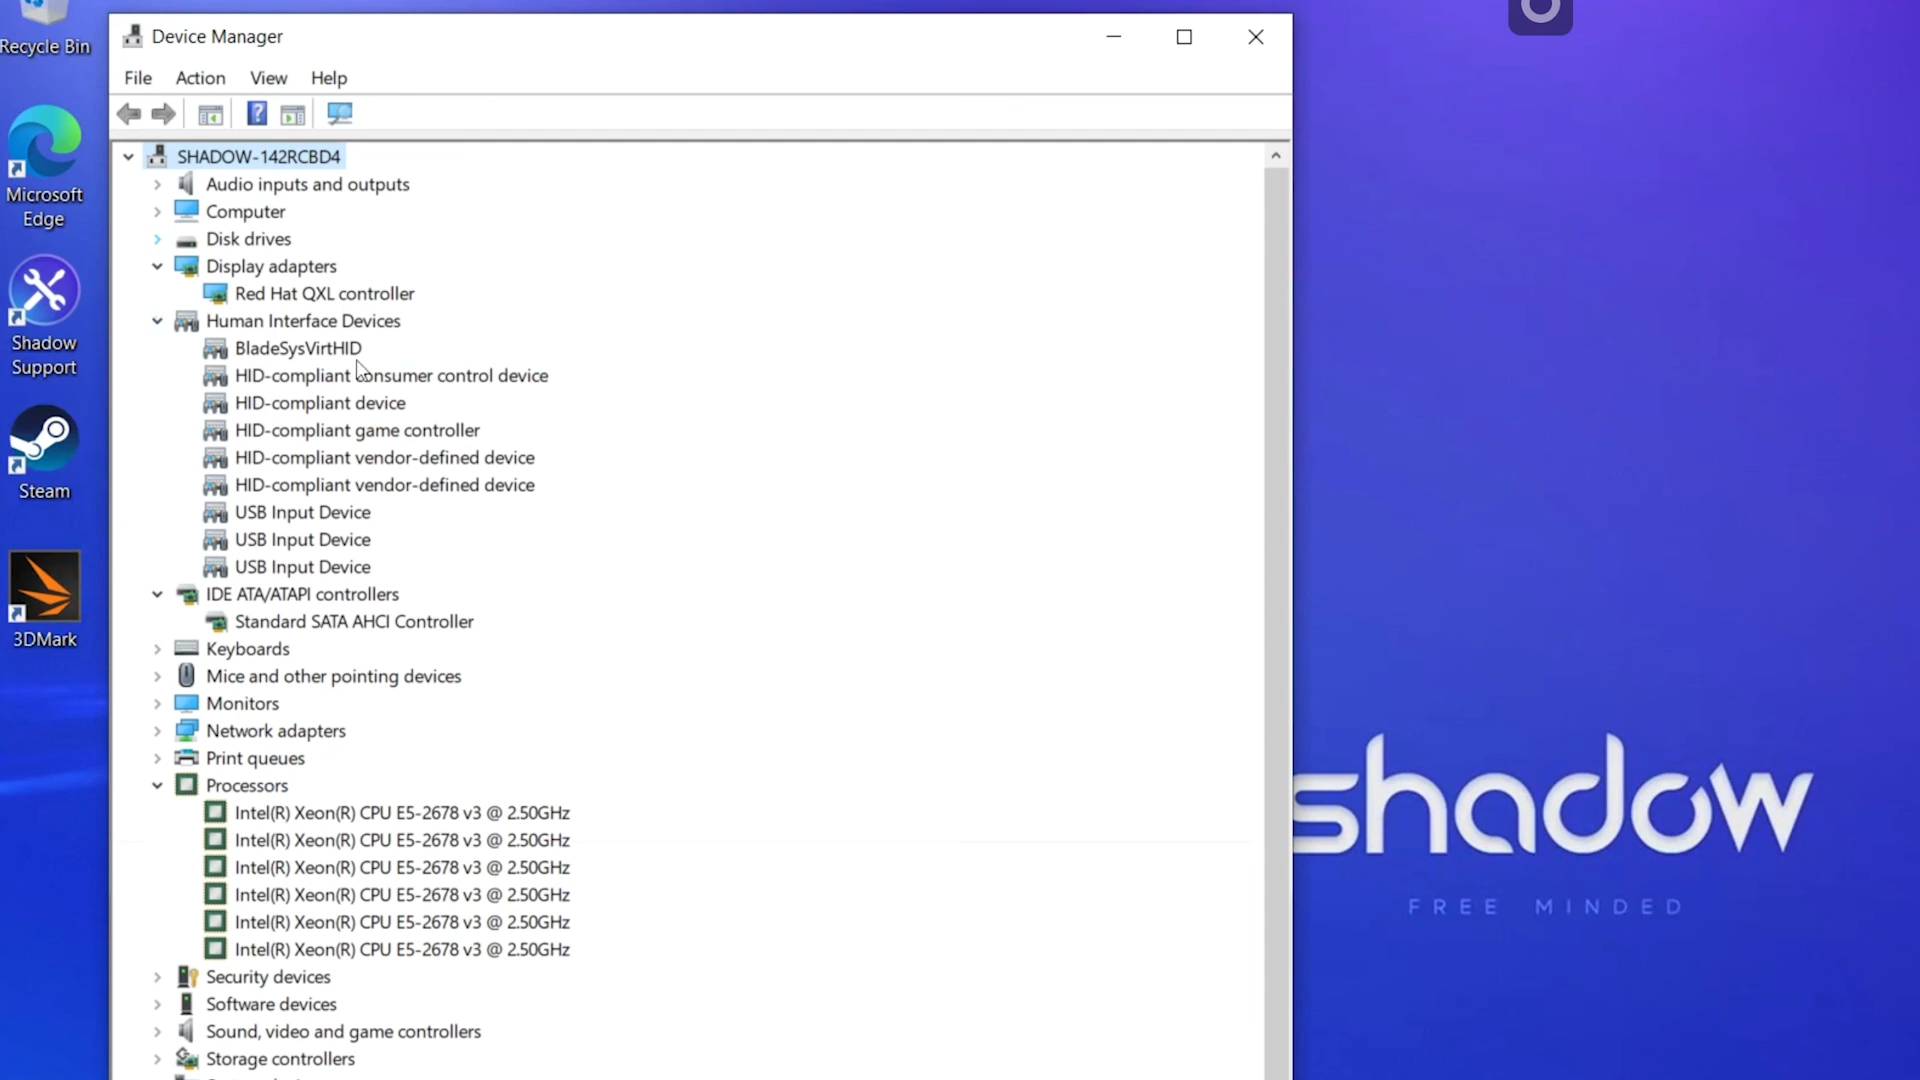 Recycle Bin
Microsoft
Edge
Shadow
Support
Steam
3DMark
Device Manager
File Action View Help
SHADOW-142RCBD4
Audio inputs and outputs
Computer
Disk drives
Display adapters
Red Hat QXL controller
Human Interface Devices
BladeSysVirtHID
HID-compliant consumer control device
HID-compliant device
HID-compliant game controller
HID-compliant vendor-defined device
HID-compliant vendor-defined device
USB Input Device
USB Input Device
USB Input Device
IDE ATA/ATAPI controllers
Standard SATA AHCI Controller
Keyboards
Mice and other pointing devices
Monitors
Network adapters
Print queues
Processors
Intel(R) Xeon(R) CPU E5-2678 v3 @ 2.50GHz
Intel(R) Xeon(R) CPU E5-2678 v3 @ 2.50GHz
Intel(R) Xeon(R) CPU E5-2678 v3 @ 2.50GHz
Intel(R) Xeon(R) CPU E5-2678 v3 @ 2.50GHz
Intel(R) Xeon(R) CPU E5-2678 v3 @ 2.50GHz
Intel(R) Xeon(R) CPU E5-2678 v3 @ 2.50GHz
Security devices
Software devices
Sound, video and game controllers
Storage controllers
shadow
FREE MINDED